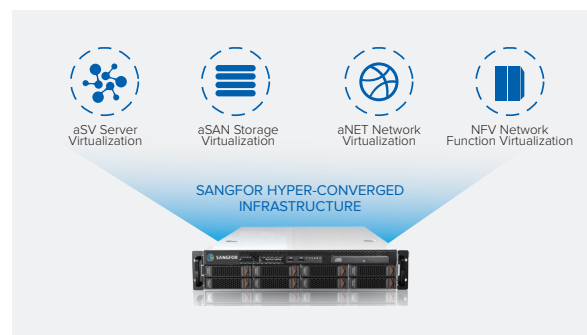 aSV Server
Virtualization
aSAN Storage
Virtualization
aNET Network
Virtualization
NFV Network
Function Virtualization
SANGFOR HYPER-CONVERGED
INFRASTRUCTURE
SANGFOR